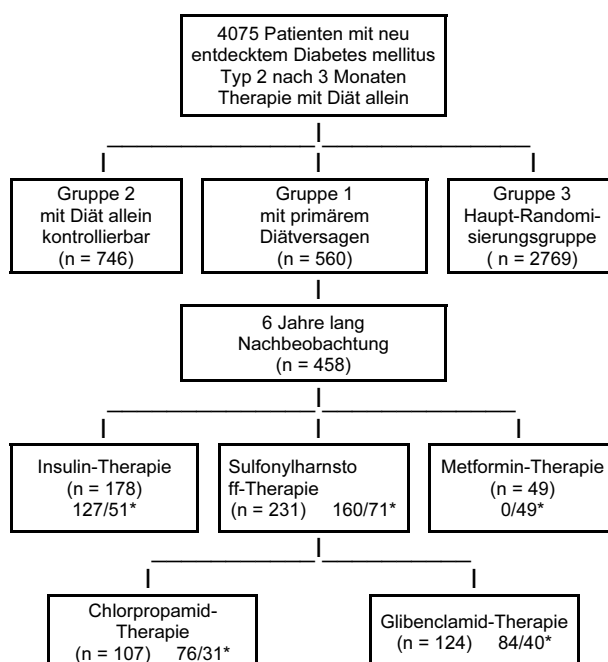 4075 Patienten mit neu
entdecktem Diabetes mellitus
Typ 2 nach 3 Monaten
Therapie mit Diät allein
Gruppe 2
mit Diät allein
kontrollierbar
(n = 746)
Gruppe 1
mit primärem
Diätversagen
(n = 560)
Gruppe 3
Haupt-Randomi-
sierungsgruppe
( n = 2769)
6 Jahre lang
Nachbeobachtung
(n = 458)
Insulin-Therapie
(n = 178)
127/51*
Sulfonylharnsto
ff-Therapie
(n = 231) 160/71*
Metformin-Therapie
(n = 49)
0/49*
Chlorpropamid-
Therapie
(n = 107) 76/31*
Glibenclamid-Therapie
(n = 124) 84/40*